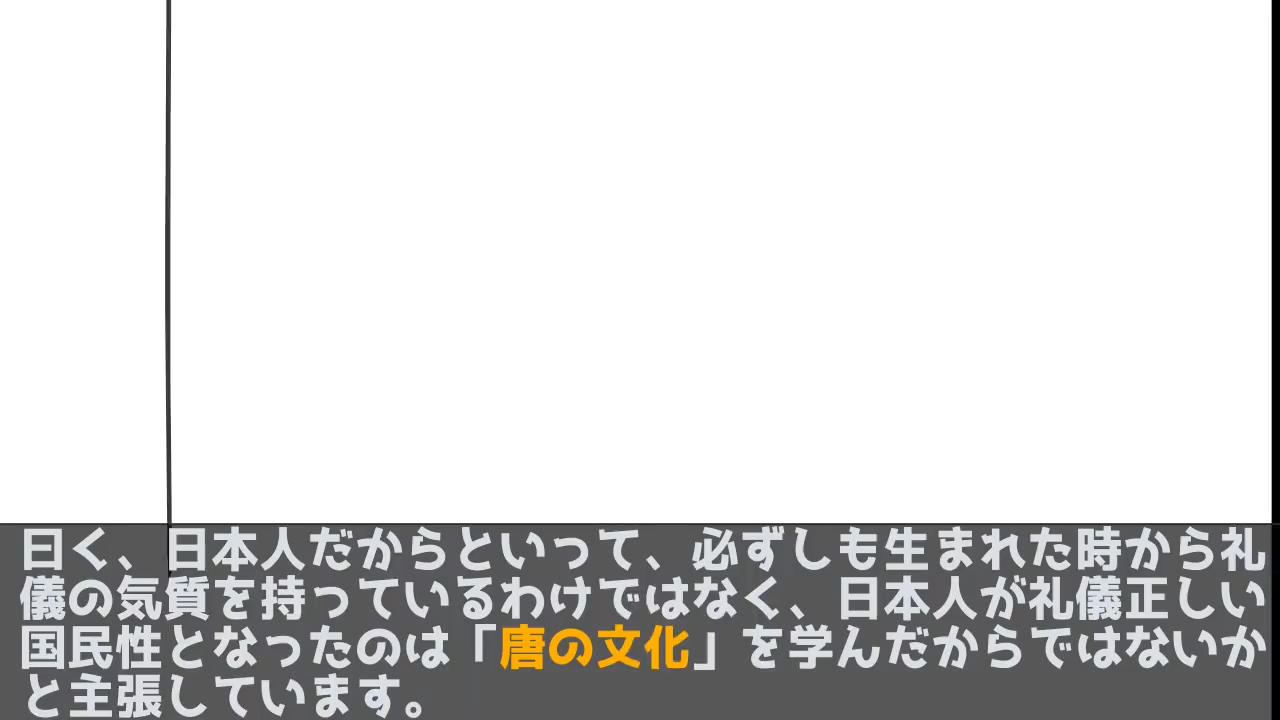 曰く、日本人だからといって、必ずしも生まれた時から礼
儀の気質を持っているわけではなく、日本人が礼儀正しい
国民性となったのは「唐の文化」を学んだからではないか
と主張しています。